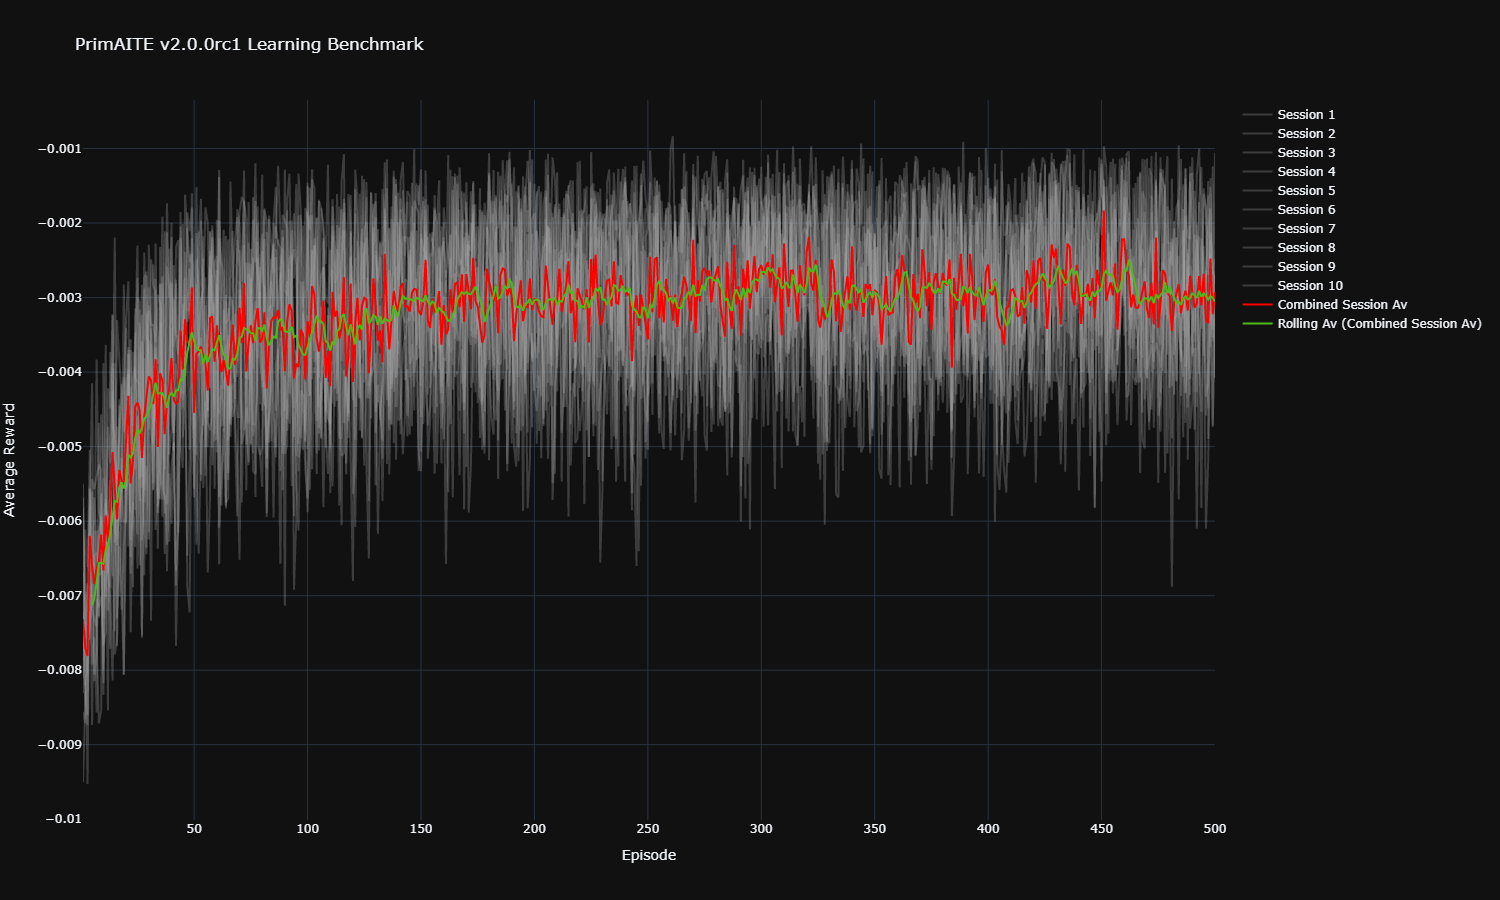 PrimAITE v2.0.0rc1 Learning Benchmark
−0.001
−0.002
−0.003
−0.004
−0.005
−0.006
−0.007
−0.008
−0.009
−0.01
Average Reward
50 100 150 200 250 300 350 400 450 500
Episode
Session 1
Session 2
Session 3
Session 4
Session 5
Session 6
Session 7
Session 8
Session 9
Session 10
Combined Session Av
Rolling Av (Combined Session Av)